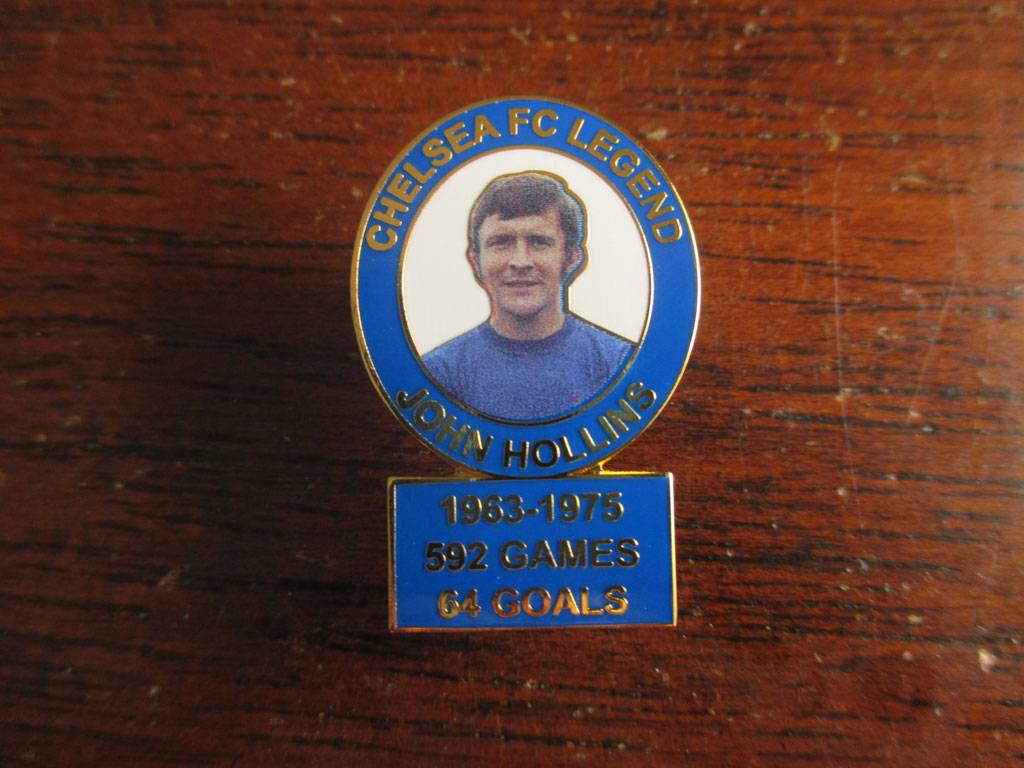 CHELSEA FC LEGEND
JOHN HOLLINS
1963-1975
592 GAMES
64 GOALS